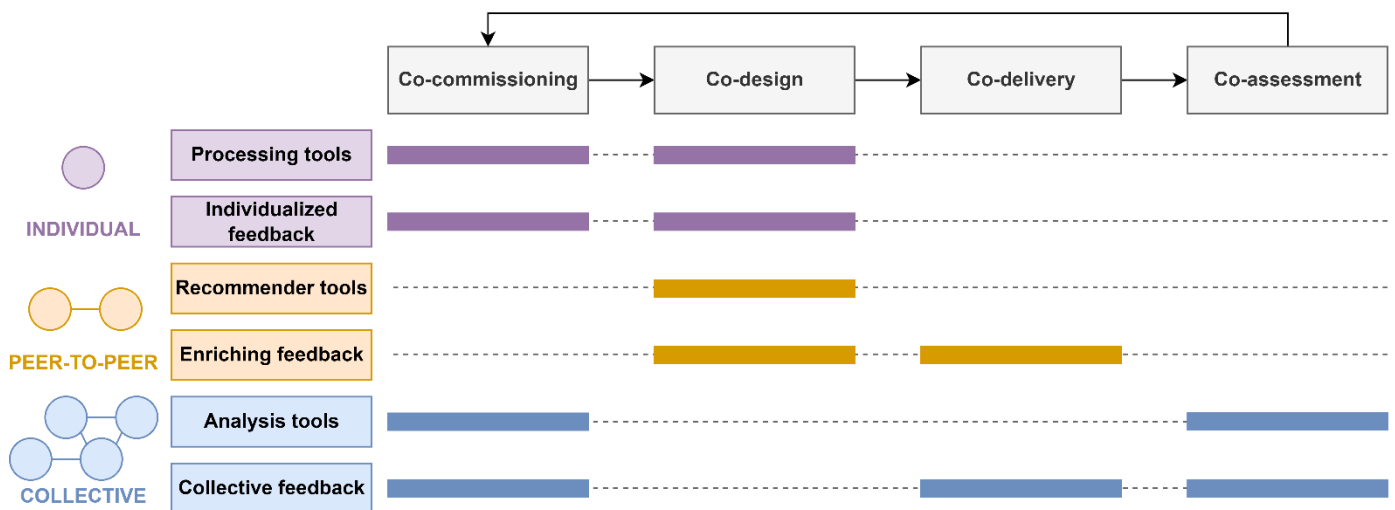 Co-commissioning
Co-design
Co-delivery
Co-assessment
Processing tools
INDIVIDUAL
Individualized
feedback
Recommender tools
PEER-TO-PEER
Enriching feedback
Analysis tools
COLLECTIVE
Collective feedback